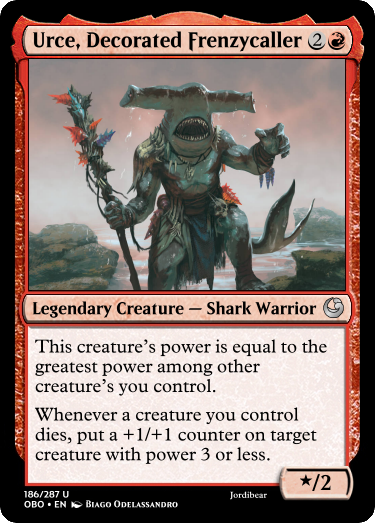 Urce, Decorated Frenzycaller 2
Legendary Creature — Shark Warrior
This creature's power is equal to the
greatest power among other
creature's you control.
Whenever a creature you control
dies, put a +1/+1 counter on target
creature with power 3 or less.
★/2
186/287 U
OBO • EN Biago Odelassandro
Jordibear